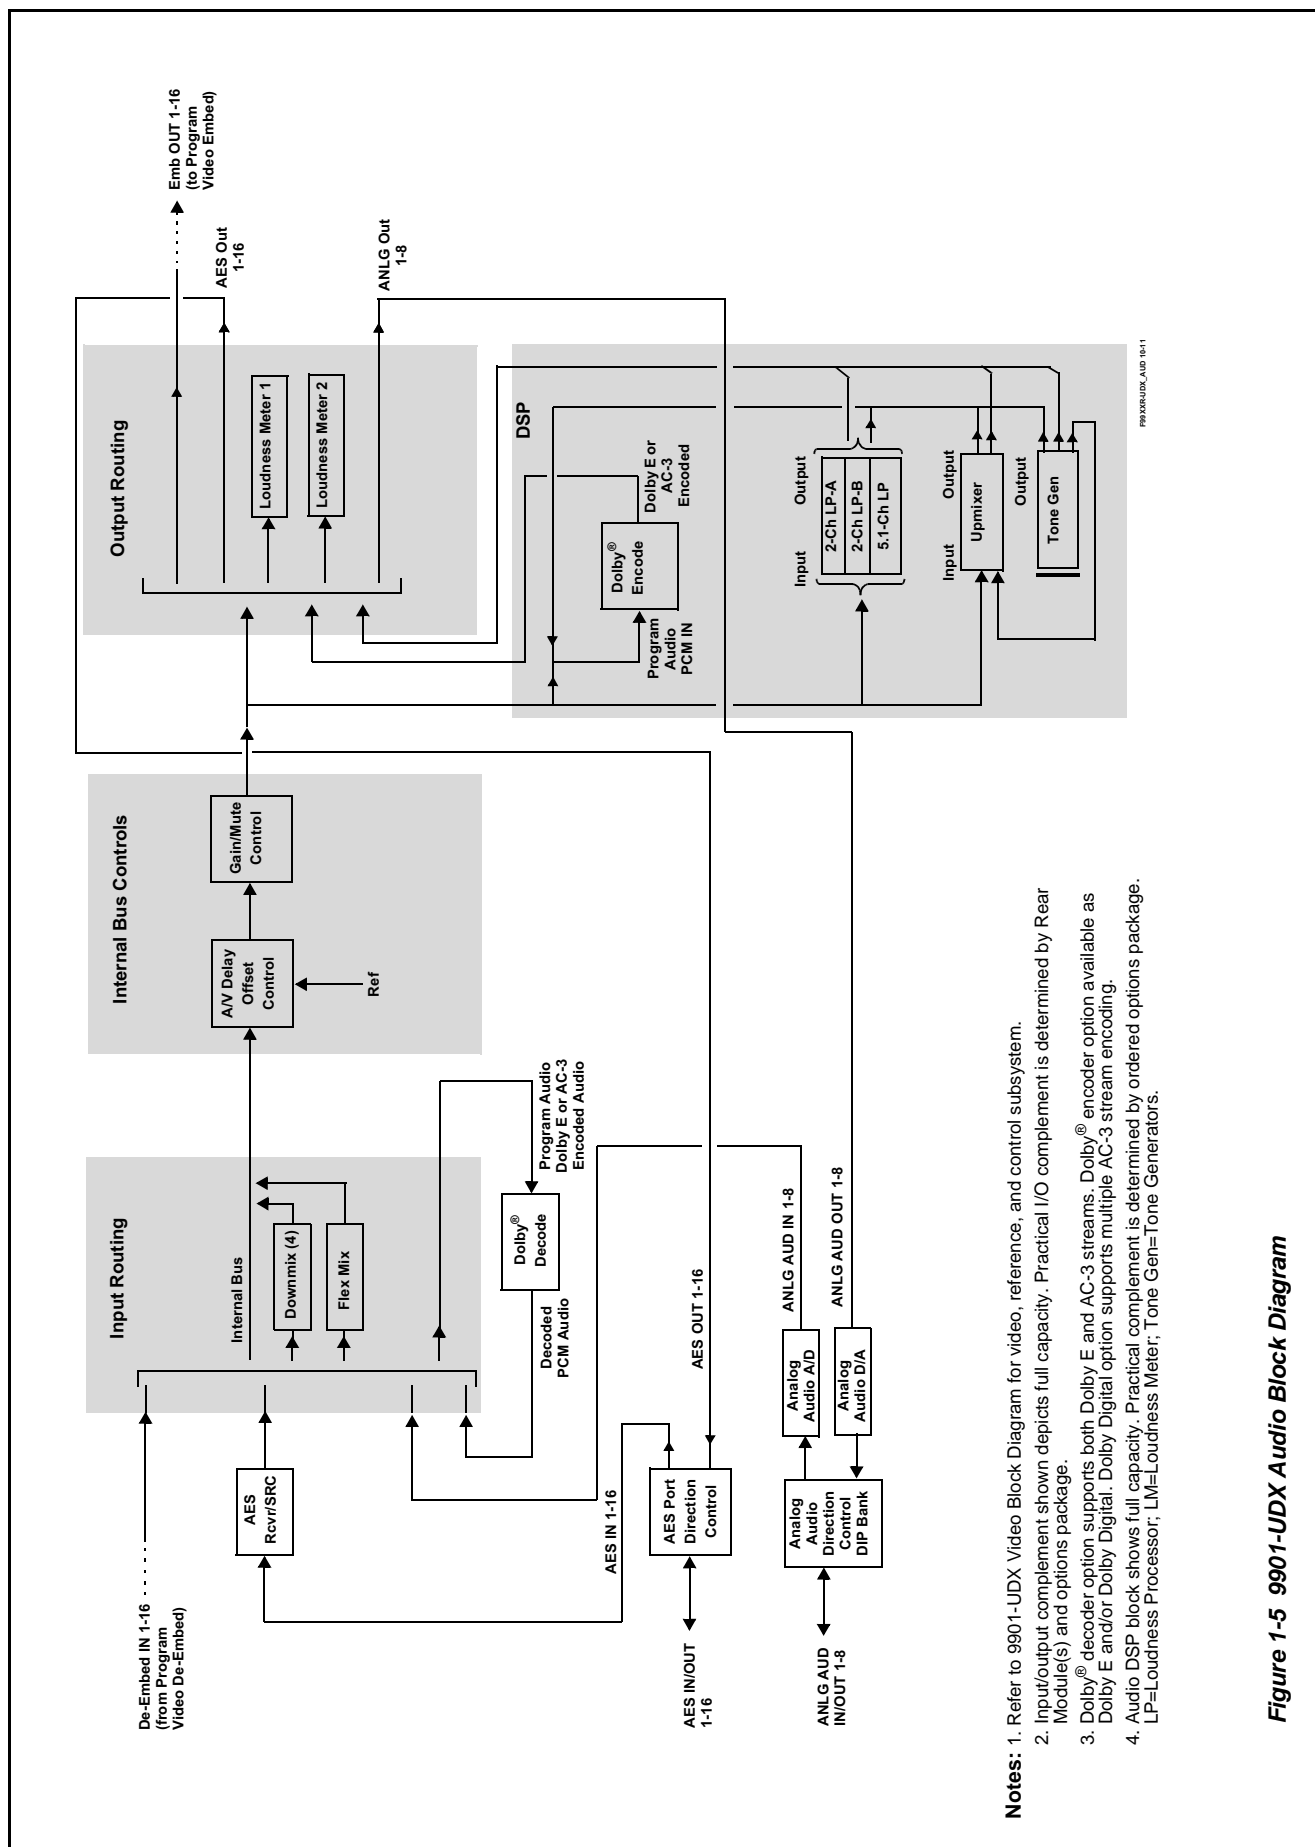 De-Embed IN 1-16
(from Program
Video De-Embed)
AES
Rcvr/SRC
Input Routing
Internal Bus
Downmix (4)
Flex Mix
Internal Bus Controls
A/V Delay
Offset
Control
Ref
Gain/Mute
Control
Output Routing
Loudness Meter 1
Loudness Meter 2
Emb OUT 1-16
(to Program
Video Embed)
AES Out
1-16
ANLG Out
1-8
Decoded
PCM Audio
Dolby®
Decode
Program Audio
Dolby E or AC-3
Encoded Audio
DSP
Program
Audio
PCM IN
Dolby®
Encode
Dolby E or
AC-3
Encoded
Input
Output
2-Ch LP-A
2-Ch LP-B
5.1-Ch LP
Input
Output
Upmixer
Output
Tone Gen
AES IN 1-16
AES IN/OUT
1-16
AES Port
Direction
Control
AES OUT 1-16
ANLG AUD
IN/OUT 1-8
Analog
Audio
Direction
Control
DIP Bank
Analog
Audio A/D
Analog
Audio D/A
ANLG AUD IN 1-8
ANLG AUD OUT 1-8
F99XXR-UDX_AUD 10-11
Notes: 1. Refer to 9901-UDX Video Block Diagram for video, reference, and control subsystem.
2. Input/output complement shown depicts full capacity. Practical I/O complement is determined by Rear
Module(s) and options package.
3. Dolby® decoder option supports both Dolby E and AC-3 streams. Dolby® encoder option available as
Dolby E and/or Dolby Digital. Dolby Digital option supports multiple AC-3 stream encoding.
4. Audio DSP block shows full capacity. Practical complement is determined by ordered options package.
LP=Loudness Processor; LM=Loudness Meter; Tone Gen=Tone Generators.
Figure 1-5 9901-UDX Audio Block Diagram